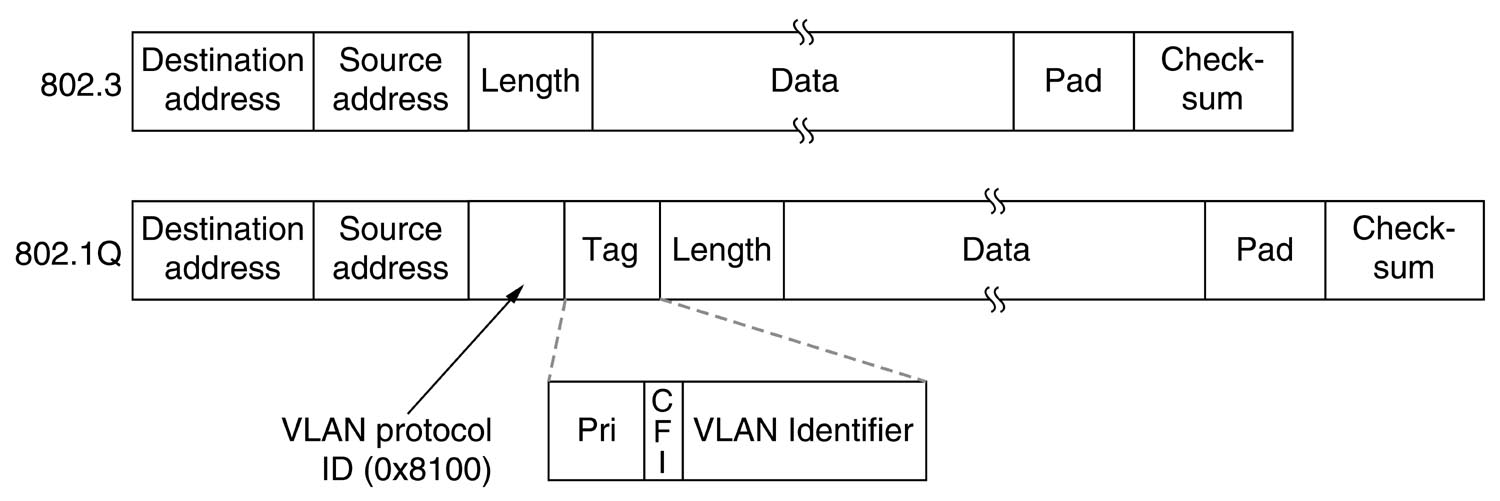 802.3
Destination
address
Source
address
Length
Data
Pad
Check-
sum
802.1Q
Destination
address
Source
address
Tag
Length
Data
Pad
Check-
sum
VLAN protocol
ID (0x8100)
Pri
C
F
I
VLAN Identifier